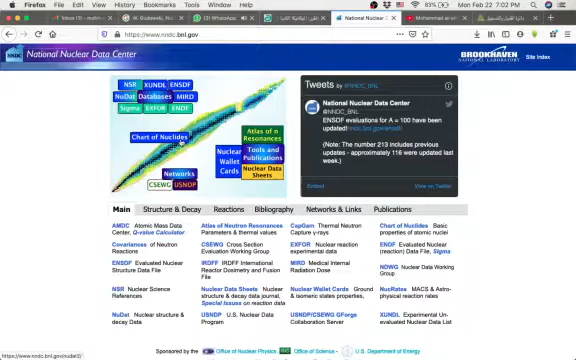 Firefox File Edit View History Bookmarks Tools Window Help
83%
Mon Feb 22 7:02 PM
(31) WhatsApp
National Nuclear Data Center
https://www.nndc.bnl.gov
NNDC
National Nuclear Data Center
BROOKHAVEN
NATIONAL LABORATORY
Site Index
NSR XUNDL ENSDF
NuDat Databases MIRD
Sigma EXFOR ENDF
Chart of Nuclides
Atlas of n
Resonances
Nuclear
Wallet
Cards
Tools and
Publications
Nuclear Data
Sheets
Networks
CSEWG USNDP
Tweets by @NNDC_BNL
National Nuclear Data Center
@NNDC_BNL
ENSDF evaluations for A = 100 have been
updated!
(Note: The number 213 includes previous
updates - approximately 116 were updated last
week.)
Embed
View on Twitter
Main Structure & Decay Reactions Bibliography Networks & Links Publications
AMDC Atomic Mass Data
Center, Q-value Calculator
Atlas of Neutron Resonances
Parameters & thermal values
CapGam Thermal Neutron
Capture γ-rays
Chart of Nuclides Basic
properties of atomic nuclei
Covariances of Neutron
Reactions
CSEWG Cross Section
Evaluation Working Group
EXFOR Nuclear reaction
experimental data
ENDF Evaluated Nuclear
(reaction) Data File, Sigma
ENSDF Evaluated Nuclear
Structure Data File
IRDFF IRDFF International
Reactor Dosimetry and Fusion
File
MIRD Medical Internal
Radiation Dose
NDWG Nuclear Data Working
Group
NSR Nuclear Science
References
Nuclear Data Sheets Nuclear
structure & decay data journal,
Special Issues on reaction data
Nuclear Wallet Cards Ground
& isomeric states properties,
NucRates MACS & Astro-
physical reaction rates
NuDat Nuclear structure &
decay Data
USNDP U.S. Nuclear Data
Program
USNDP/CSEWG GForge
Collaboration Server
XUNDL Experimental Un-
evaluated Nuclear Data List
https://www.nndc.bnl.gov/nudat2/
Sponsored by the Office of Nuclear Physics, Office of Science - U.S. Department of Energy